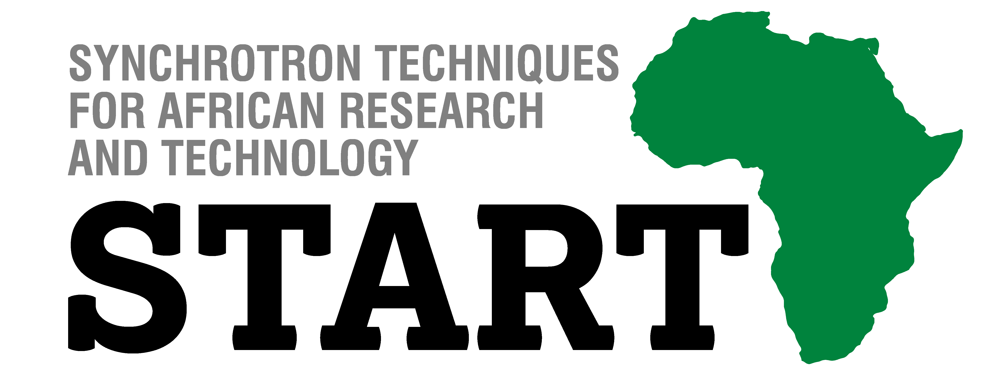 SYNCHROTRON TECHNIQUES
FOR AFRICAN RESEARCH
AND TECHNOLOGY
START